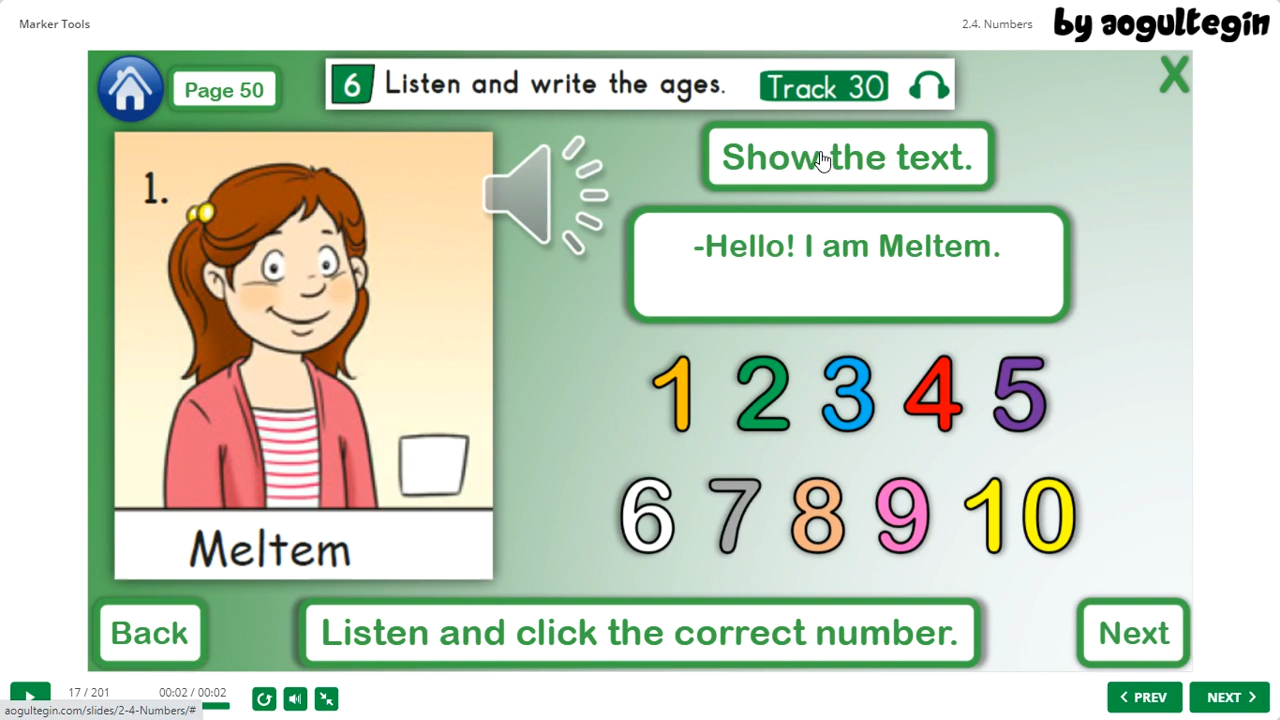 Marker Tools
2.4. Numbers
by aogultegin
Page 50
6 Listen and write the ages. Track 30
X
1.
Show the text.
-Hello! I am Meltem.
1 2 3 4 5
6 7 8 9 10
Meltem
Back
Listen and click the correct number.
Next
17 / 201
00:02 / 00:02
PREV
NEXT
aogultegin.com/slides/2-4-Numbers/#